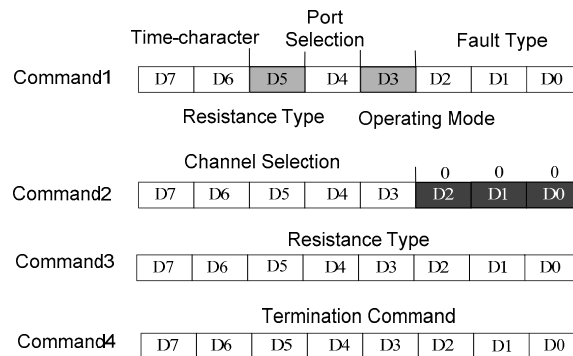 Port
Time-character Selection Fault Type
Command1 D7 D6 D5 D4 D3 D2 D1 D0
Resistance Type Operating Mode
Channel Selection 0 0 0
Command2 D7 D6 D5 D4 D3 D2 D1 D0
Resistance Type
Command3 D7 D6 D5 D4 D3 D2 D1 D0
Termination Command
Command4 D7 D6 D5 D4 D3 D2 D1 D0